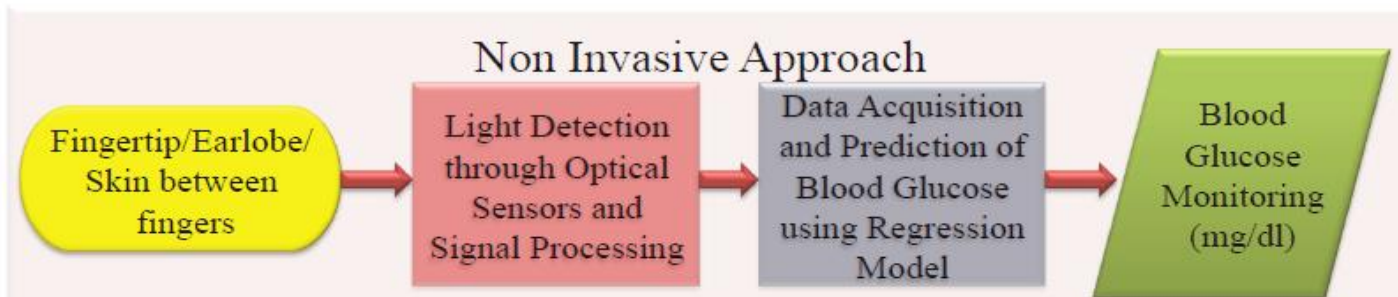 Non Invasive Approach
Fingertip/Earlobe/
Skin between
fingers
Light Detection
through Optical
Sensors and
Signal Processing
Data Acquisition
and Prediction of
Blood Glucose
using Regression
Model
Blood
Glucose
Monitoring
(mg/dl)